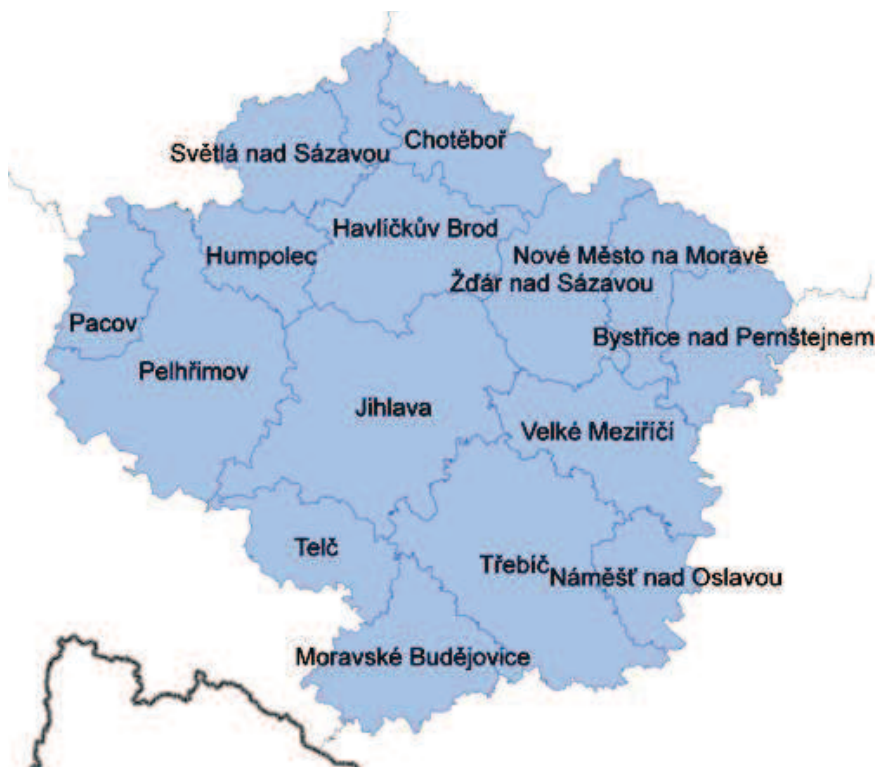 Chotěboř
Světlá nad Sázavou
Havlíčkův Brod
Humpolec
Nové Město na Moravě
Žďár nad Sázavou
Pacov
Bystřice nad Pernštejnem
Pelhřimov
Jihlava
Velké Meziříčí
Telč
Třebíč
Náměšť nad Oslavou
Moravské Budějovice